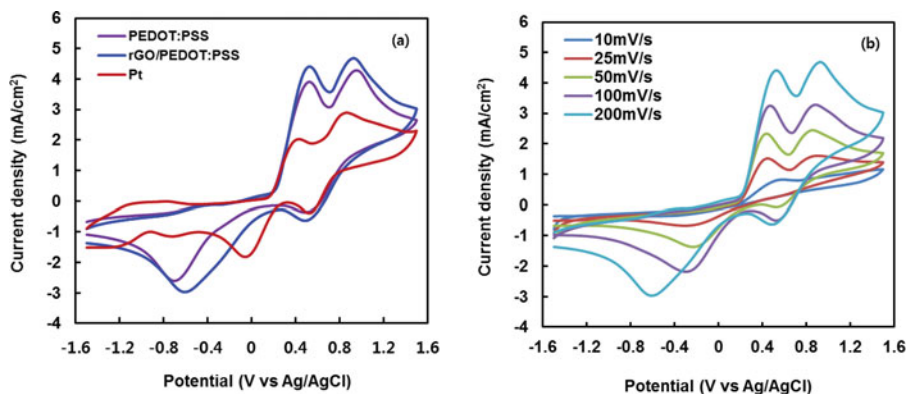 (a)
PEDOT:PSS
rGO/PEDOT:PSS
Pt
Current density (mA/cm²)
6
5
4
3
2
1
0
-1
-2
-3
-4
-1.6 -1.2 -0.8 -0.4 0 0.4 0.8 1.2 1.6
Potential (V vs Ag/AgCl)
(b)
10mV/s
25mV/s
50mV/s
100mV/s
200mV/s
Current density (mA/cm²)
6
5
4
3
2
1
0
-1
-2
-3
4
-1.6 -1.2 -0.8 -0.4 0 0.4 0.8 1.2 1.6
Potential (V vs Ag/AgCl)